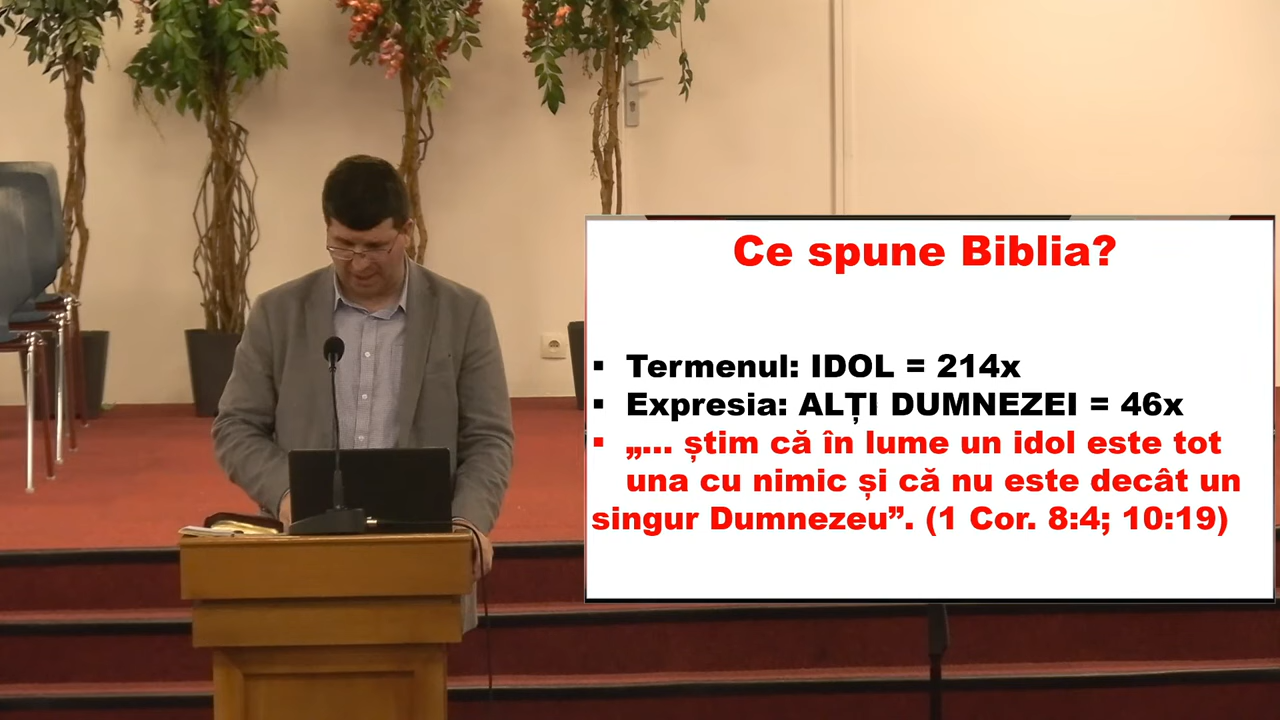 Ce spune Biblia?
▪ Termenul: IDOL = 214x
▪ Expresia: ALȚI DUMNEZEI = 46x
▪ „... știm că în lume un idol este tot
una cu nimic și că nu este decât un
singur Dumnezeu”. (1 Cor. 8:4; 10:19)